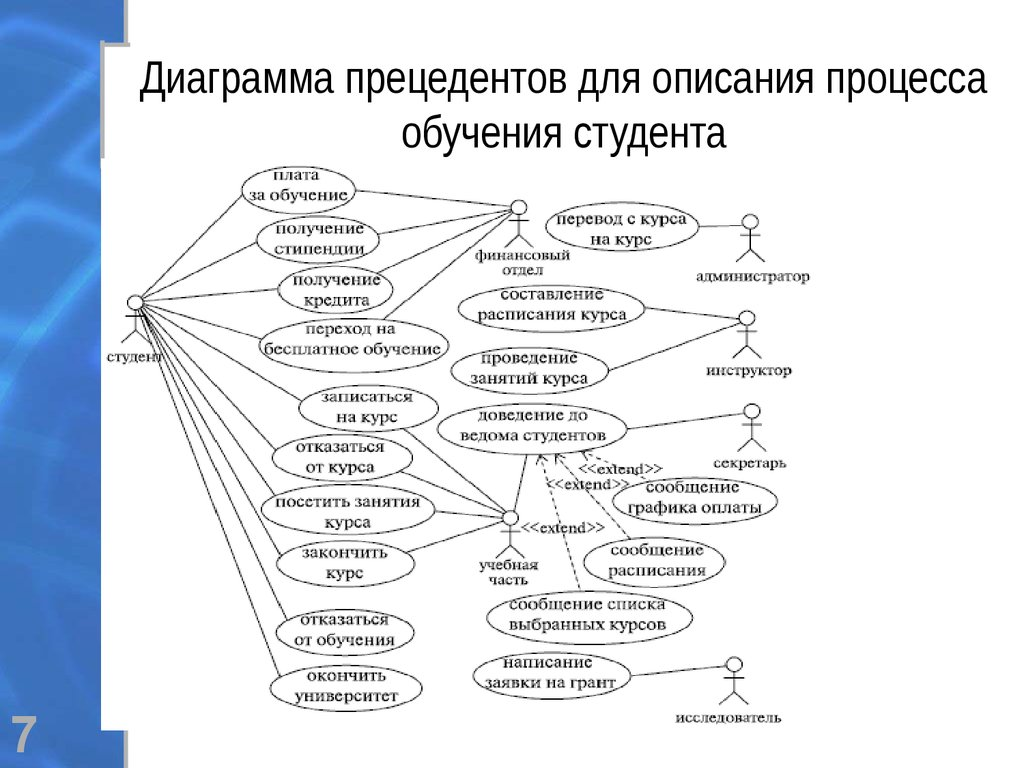 Диаграмма прецедентов для описания процесса
обучения студента
плата
за обучение
получение
стипендии
получение
кредита
переход на
бесплатное обучение
студент
записаться
на курс
отказаться
от курса
посетить занятия
курса
закончить
курс
отказаться
от обучения
окончить
университет
финансовый
отдел
перевод с курса
на курс
администратор
составление
расписания курса
проведение
занятий курса
инструктор
доведение до
ведома студентов
секретарь
<<extend>>
<<extend>>
сообщение
графика оплаты
<<extend>>
учебная
часть
сообщение
расписания
сообщение списка
выбранных курсов
написание
заявки на грант
исследователь
7